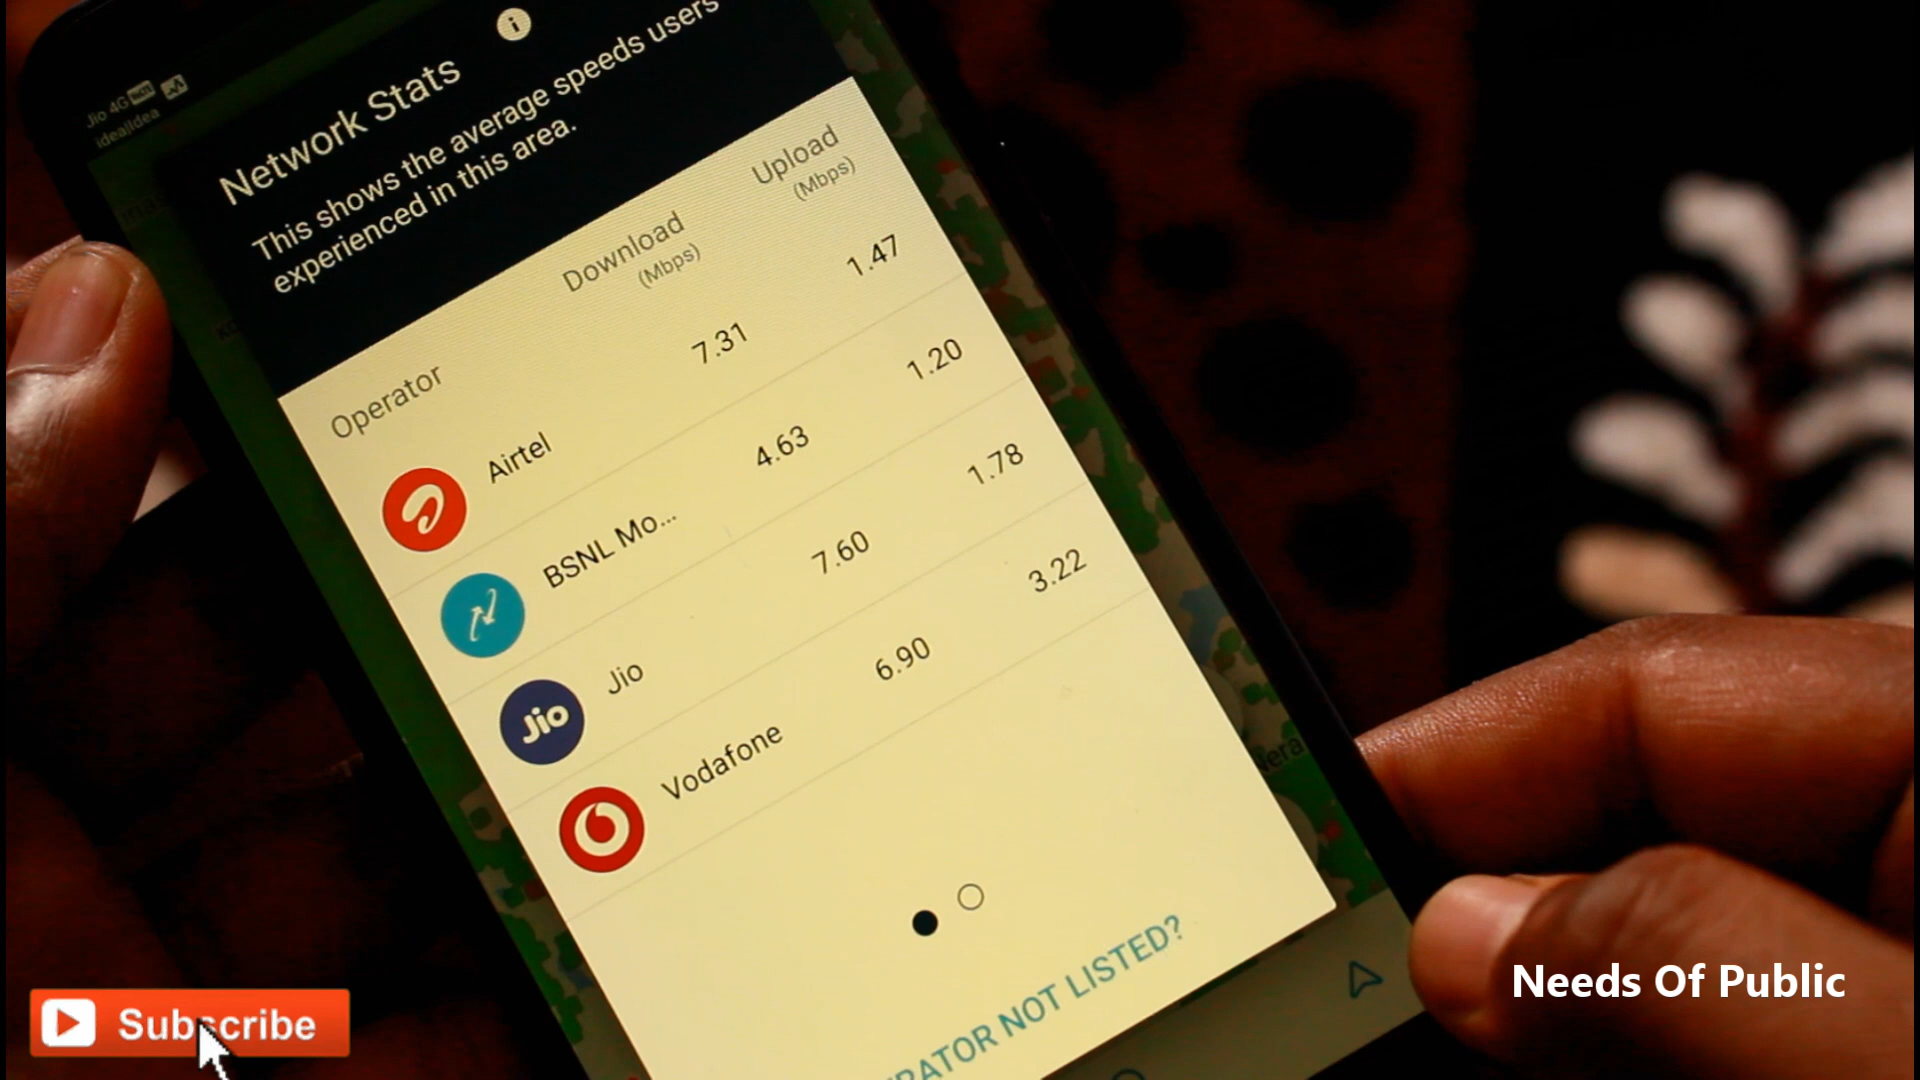 Jio 4G VoLTE
idea|Idea
Network Stats
This shows the average speeds users
experienced in this area.
Operator Download (Mbps) Upload (Mbps)
Airtel 7.31 1.47
BSNL Mo... 4.63 1.20
Jio Jio 7.60 1.78
Vodafone 6.90 3.22
RATOR NOT LISTED?
Subscribe
Needs Of Public